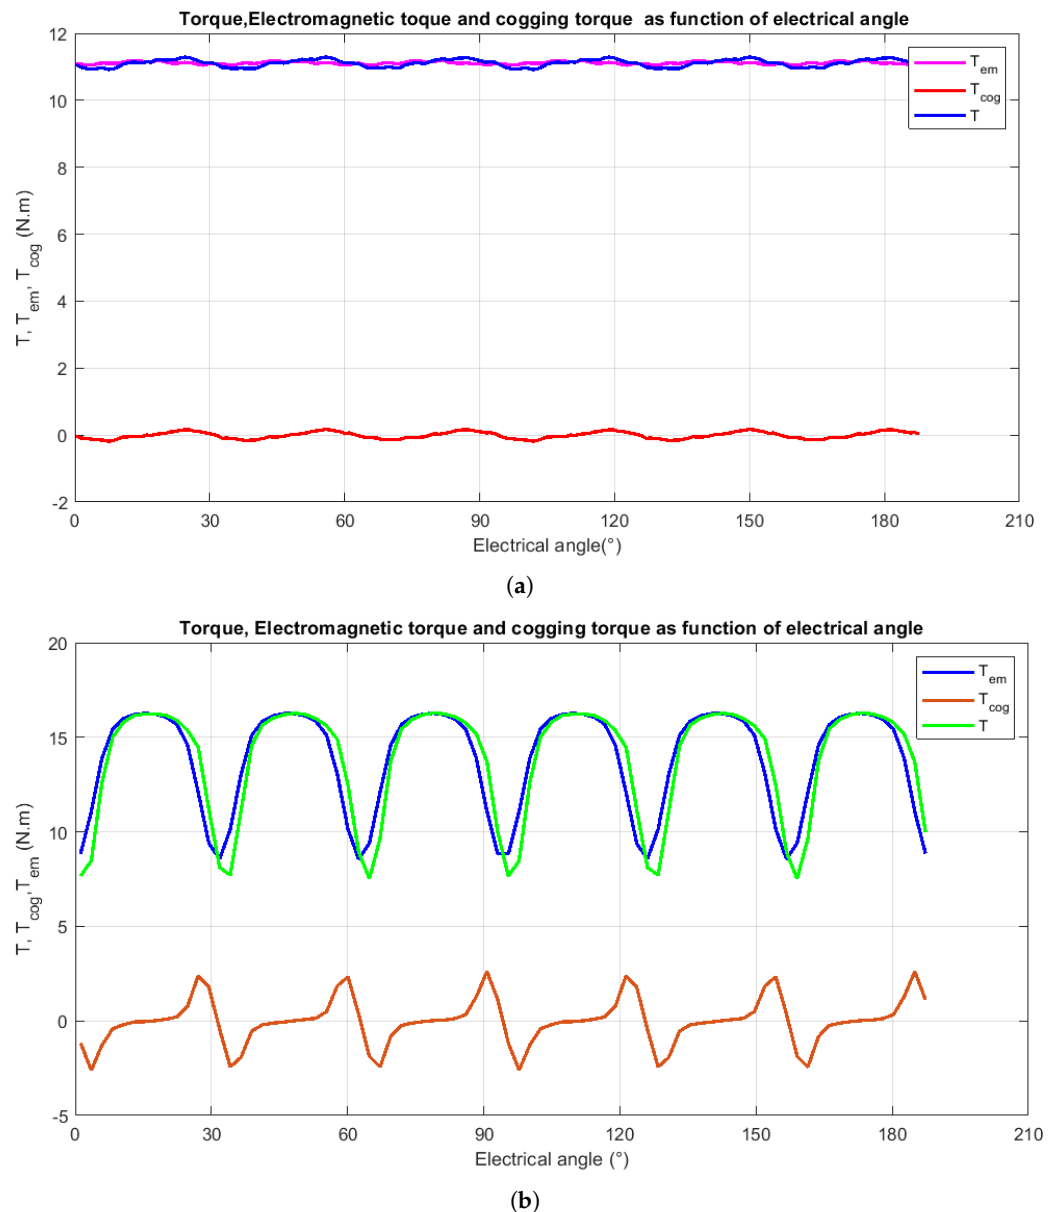 Torque,Electromagnetic toque and cogging torque  as function of electrical angle
12
10
8
6
4
2
0
-2
T, T_em, T_cog (N.m)
T_em
T_cog
T
0 30 60 90 120 150 180 210
Electrical angle(°)
(a)
Torque, Electromagnetic torque and cogging torque as function of electrical angle
20
15
10
5
0
-5
T, T_cog,T_em (N.m)
T_em
T_cog
T
0 30 60 90 120 150 180 210
Electrical angle (°)
(b)